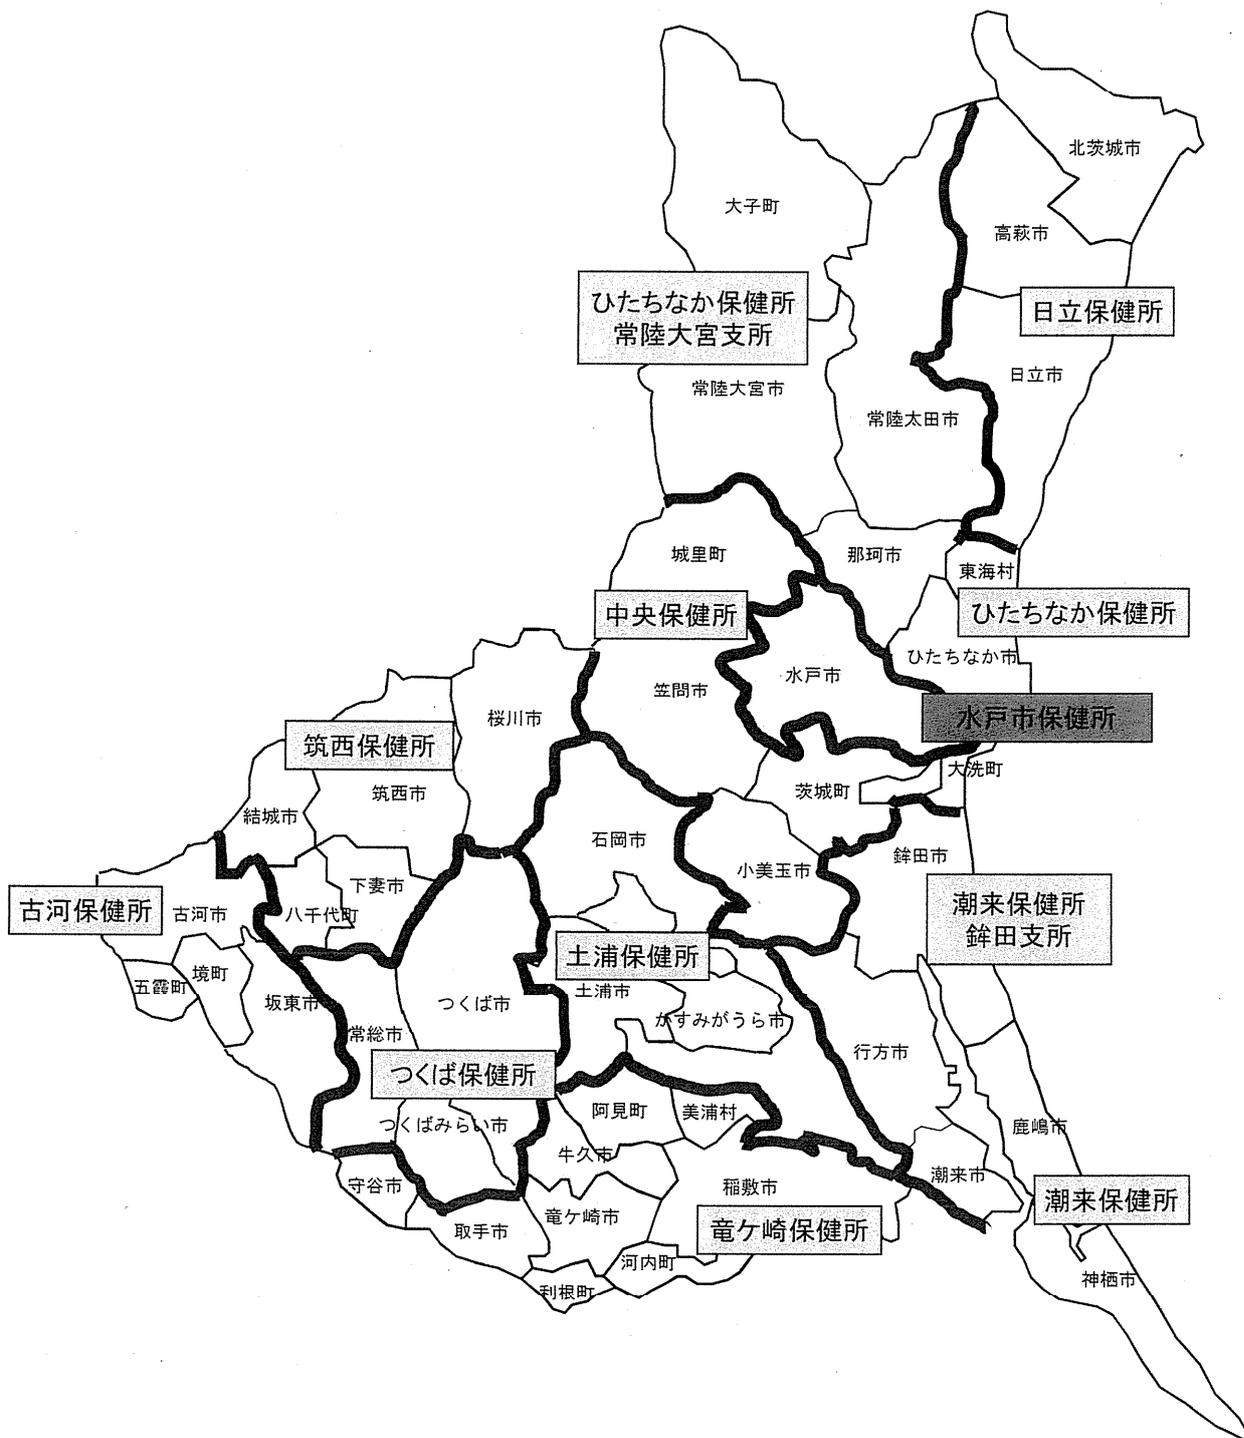 北茨城市
大子町
高萩市
ひたちなか保健所
常陸大宮支所
日立保健所
日立市
常陸大宮市
常陸太田市
城里町
那珂市
東海村
中央保健所
ひたちなか保健所
ひたちなか市
水戸市
笠間市
桜川市
水戸市保健所
筑西保健所
大洗町
茨城町
筑西市
結城市
石岡市
小美玉市
鉾田市
下妻市
古河保健所
古河市
八千代町
潮来保健所
鉾田支所
土浦保健所
境町
五霞町
土浦市
坂東市
つくば市
かすみがうら市
常総市
行方市
つくば保健所
阿見町
美浦村
つくばみらい市
鹿嶋市
牛久市
潮来市
守谷市
稲敷市
潮来保健所
竜ケ崎市
取手市
竜ケ崎保健所
河内町
神栖市
利根町